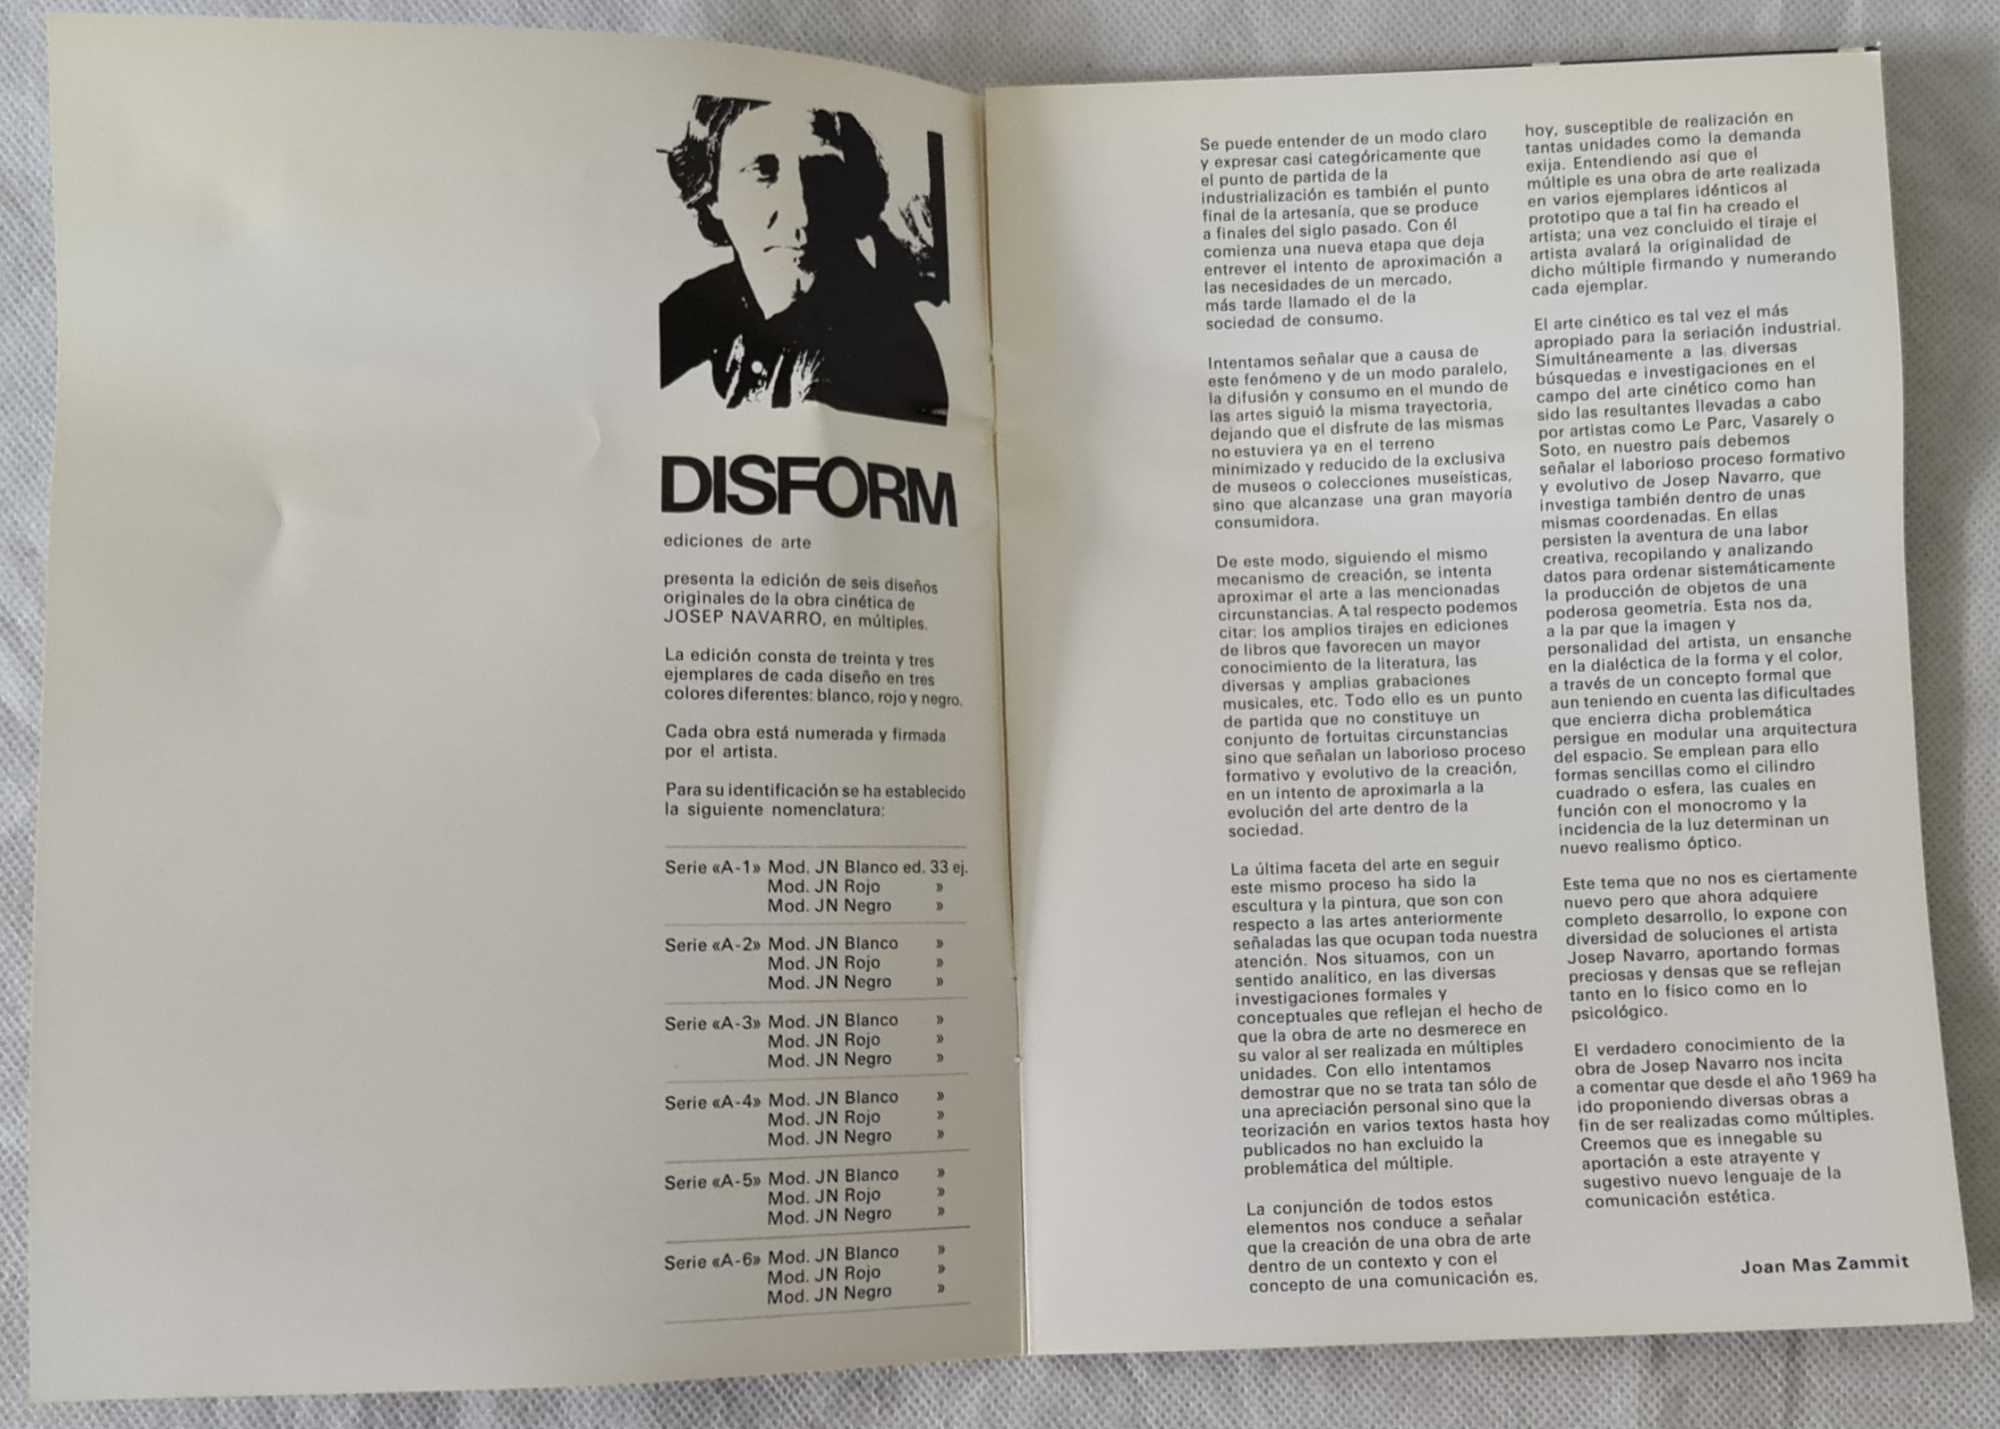 DISFORM
ediciones de arte
presenta la edición de seis diseños
originales de la obra cinética de
JOSEP NAVARRO, en múltiples.
La edición consta de treinta y tres
ejemplares de cada diseño en tres
colores diferentes: blanco, rojo y negro.
Cada obra está numerada y firmada
por el artista.
Para su identificación se ha establecido
la siguiente nomenclatura:
Serie «A-1» Mod. JN Blanco ed. 33 ej.
Mod. JN Rojo »
Mod. JN Negro »
Serie «A-2» Mod. JN Blanco »
Mod. JN Rojo »
Mod. JN Negro »
Serie «A-3» Mod. JN Blanco »
Mod. JN Rojo »
Mod. JN Negro »
Serie «A-4» Mod. JN Blanco »
Mod. JN Rojo »
Mod. JN Negro »
Serie «A-5» Mod. JN Blanco »
Mod. JN Rojo »
Mod. JN Negro »
Serie «A-6» Mod. JN Blanco »
Mod. JN Rojo »
Mod. JN Negro »
Se puede entender de un modo claro
y expresar casi categóricamente que
el punto de partida de la
industrialización es también el punto
final de la artesanía, que se produce
a finales del siglo pasado. Con él
comienza una nueva etapa que deja
entrever el intento de aproximación a
las necesidades de un mercado,
más tarde llamado el de la
sociedad de consumo.
Intentamos señalar que a causa de
este fenómeno y de un modo paralelo,
la difusión y consumo en el mundo de
las artes siguió la misma trayectoria,
dejando que el disfrute de las mismas
no estuviera ya en el terreno
minimizado y reducido de la exclusiva
de museos o colecciones museísticas,
sino que alcanzase una gran mayoría
consumidora.
De este modo, siguiendo el mismo
mecanismo de creación, se intenta
aproximar el arte a las mencionadas
circunstancias. A tal respecto podemos
citar: los amplios tirajes en ediciones
de libros que favorecen un mayor
conocimiento de la literatura, las
diversas y amplias grabaciones
musicales, etc. Todo ello es un punto
de partida que no constituye un
conjunto de fortuitas circunstancias
sino que señalan un laborioso proceso
formativo y evolutivo de la creación,
en un intento de aproximarla a la
evolución del arte dentro de la
sociedad.
La última faceta del arte en seguir
este mismo proceso ha sido la
escultura y la pintura, que son con
respecto a las artes anteriormente
señaladas las que ocupan toda nuestra
atención. Nos situamos, con un
sentido analítico, en las diversas
investigaciones formales y
conceptuales que reflejan el hecho de
que la obra de arte no desmerece en
su valor al ser realizada en múltiples
unidades. Con ello intentamos
demostrar que no se trata tan sólo de
una apreciación personal sino que la
teorización en varios textos hasta hoy
publicados no han excluido la
problemática del múltiple.
La conjunción de todos estos
elementos nos conduce a señalar
que la creación de una obra de arte
dentro de un contexto y con el
concepto de una comunicación es,
hoy, susceptible de realización en
tantas unidades como la demanda
exija. Entendiendo así que el
múltiple es una obra de arte realizada
en varios ejemplares idénticos al
prototipo que a tal fin ha creado el
artista; una vez concluido el tiraje el
artista avalará la originalidad de
dicho múltiple firmando y numerando
cada ejemplar.
El arte cinético es tal vez el más
apropiado para la seriación industrial.
Simultáneamente a las diversas
búsquedas e investigaciones en el
campo del arte cinético como han
sido las resultantes llevadas a cabo
por artistas como Le Parc, Vasarely o
Soto, en nuestro país debemos
señalar el laborioso proceso formativo
y evolutivo de Josep Navarro, que
investiga también dentro de unas
mismas coordenadas. En ellas
persisten la aventura de una labor
creativa, recopilando y analizando
datos para ordenar sistemáticamente
la producción de objetos de una
poderosa geometría. Esta nos da,
a la par que la imagen y
personalidad del artista, un ensanche
en la dialéctica de la forma y el color,
a través de un concepto formal que
aun teniendo en cuenta las dificultades
que encierra dicha problemática
persigue en modular una arquitectura
del espacio. Se emplean para ello
formas sencillas como el cilindro
cuadrado o esfera, las cuales en
función con el monocromo y la
incidencia de la luz determinan un
nuevo realismo óptico.
Este tema que no nos es ciertamente
nuevo pero que ahora adquiere
completo desarrollo, lo expone con
diversidad de soluciones el artista
Josep Navarro, aportando formas
preciosas y densas que se reflejan
tanto en lo físico como en lo
psicológico.
El verdadero conocimiento de la
obra de Josep Navarro nos incita
a comentar que desde el año 1969 ha
ido proponiendo diversas obras a
fin de ser realizadas como múltiples.
Creemos que es innegable su
aportación a este atrayente y
sugestivo nuevo lenguaje de la
comunicación estética.
Joan Mas Zammit